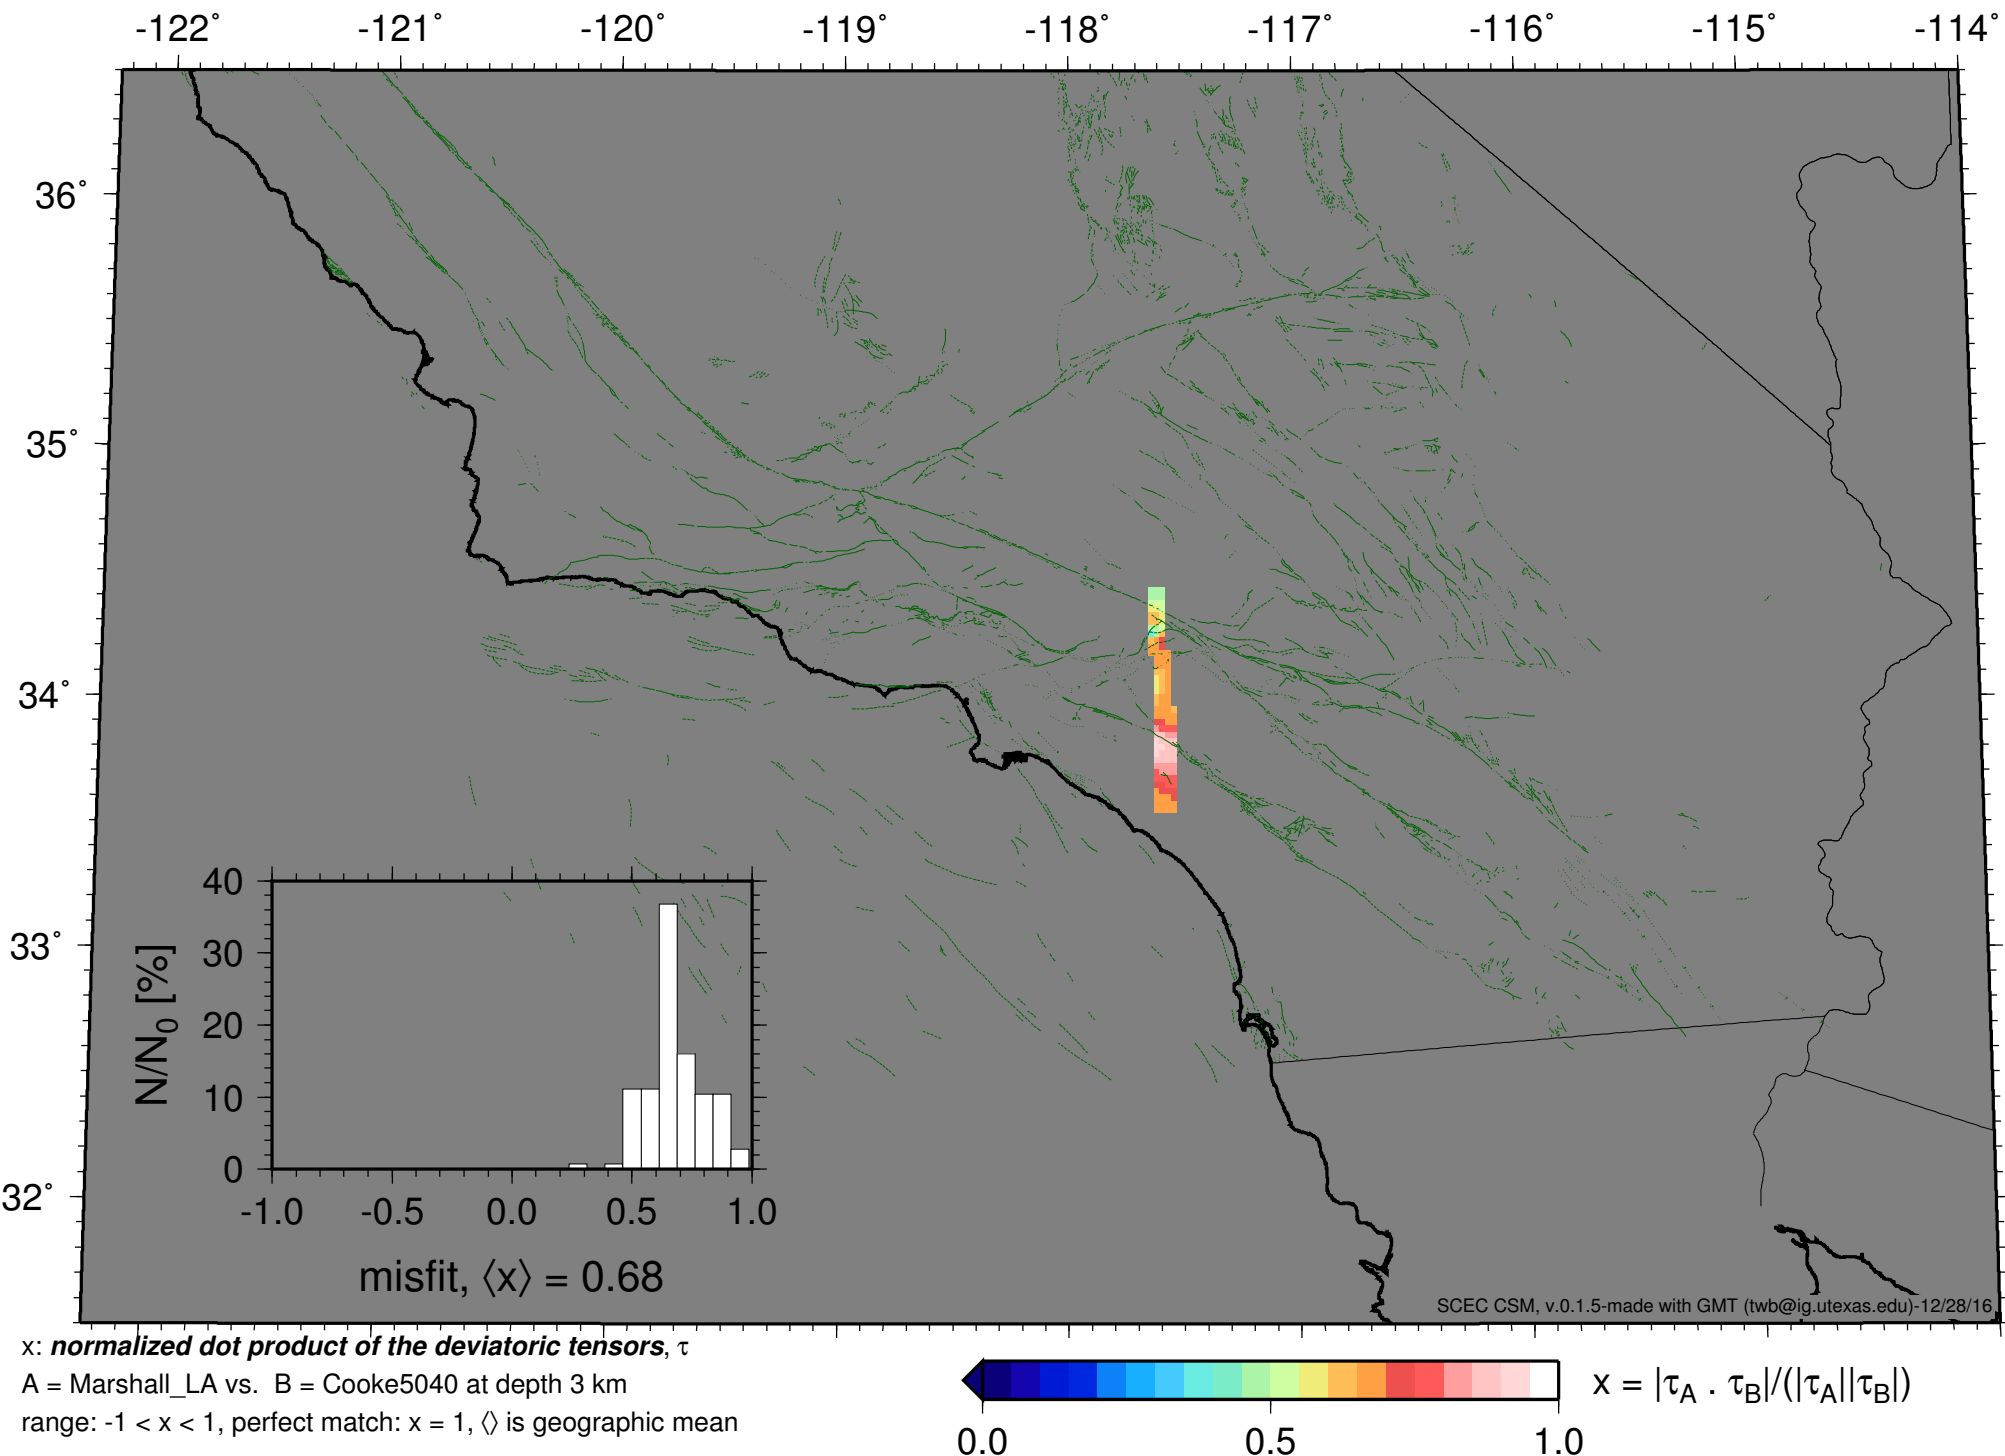 -122° -121° -120° -119° -118° -117° -116° -115° -114°
36°
35°
34°
33°
32°
40
30
20
10
0
N/N0 [%]
-1.0 -0.5 0.0 0.5 1.0
misfit, ⟨x⟩ = 0.68
SCEC CSM, v.0.1.5-made with GMT (twb@ig.utexas.edu)-12/28/16
x: normalized dot product of the deviatoric tensors, τ
A = Marshall_LA vs. B = Cooke5040 at depth 3 km
range: -1 < x < 1, perfect match: x = 1, ⟨⟩ is geographic mean
x = |τA . τB|/(|τA||τB|)
0.0 0.5 1.0